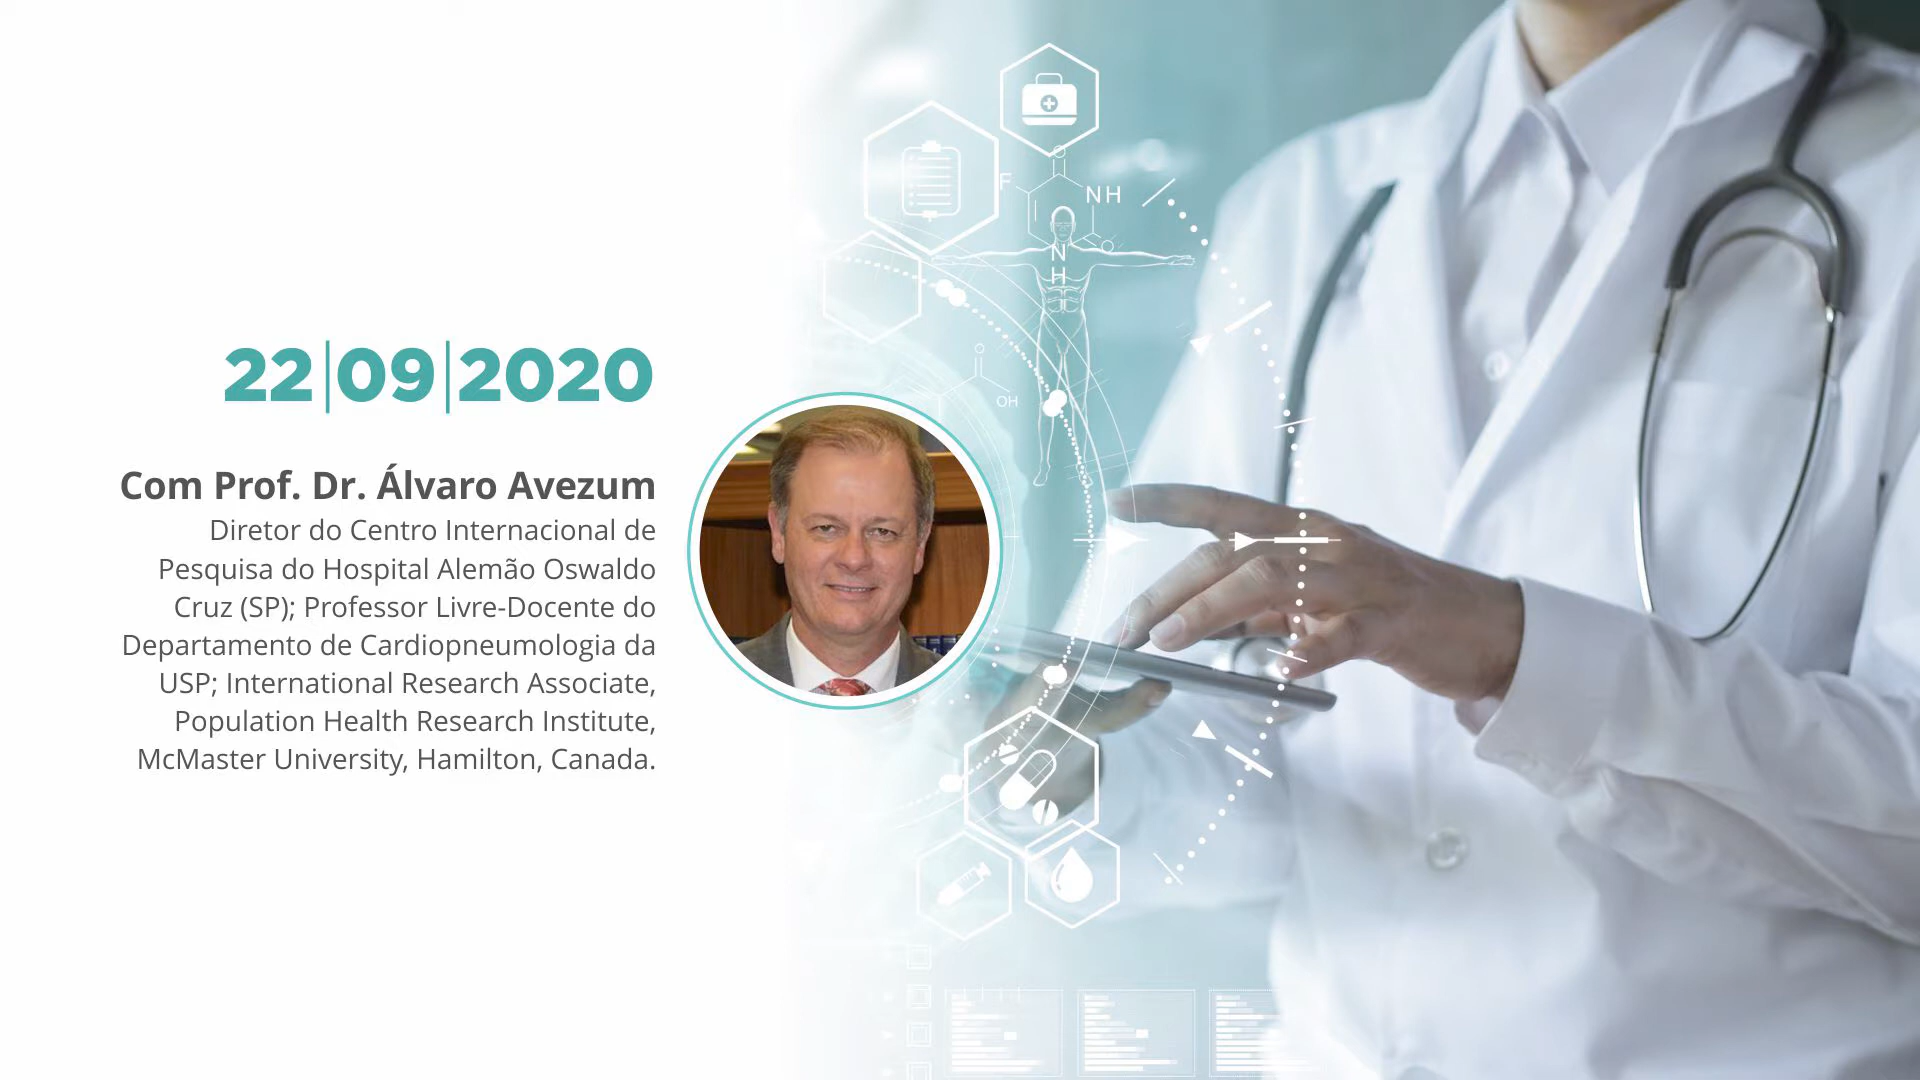 22|09|2020
Com Prof. Dr. Álvaro Avezum
Diretor do Centro Internacional de
Pesquisa do Hospital Alemão Oswaldo
Cruz (SP); Professor Livre-Docente do
Departamento de Cardiopneumologia da
USP; International Research Associate,
Population Health Research Institute,
McMaster University, Hamilton, Canada.
O
F
NH
O
N
H
O
OH